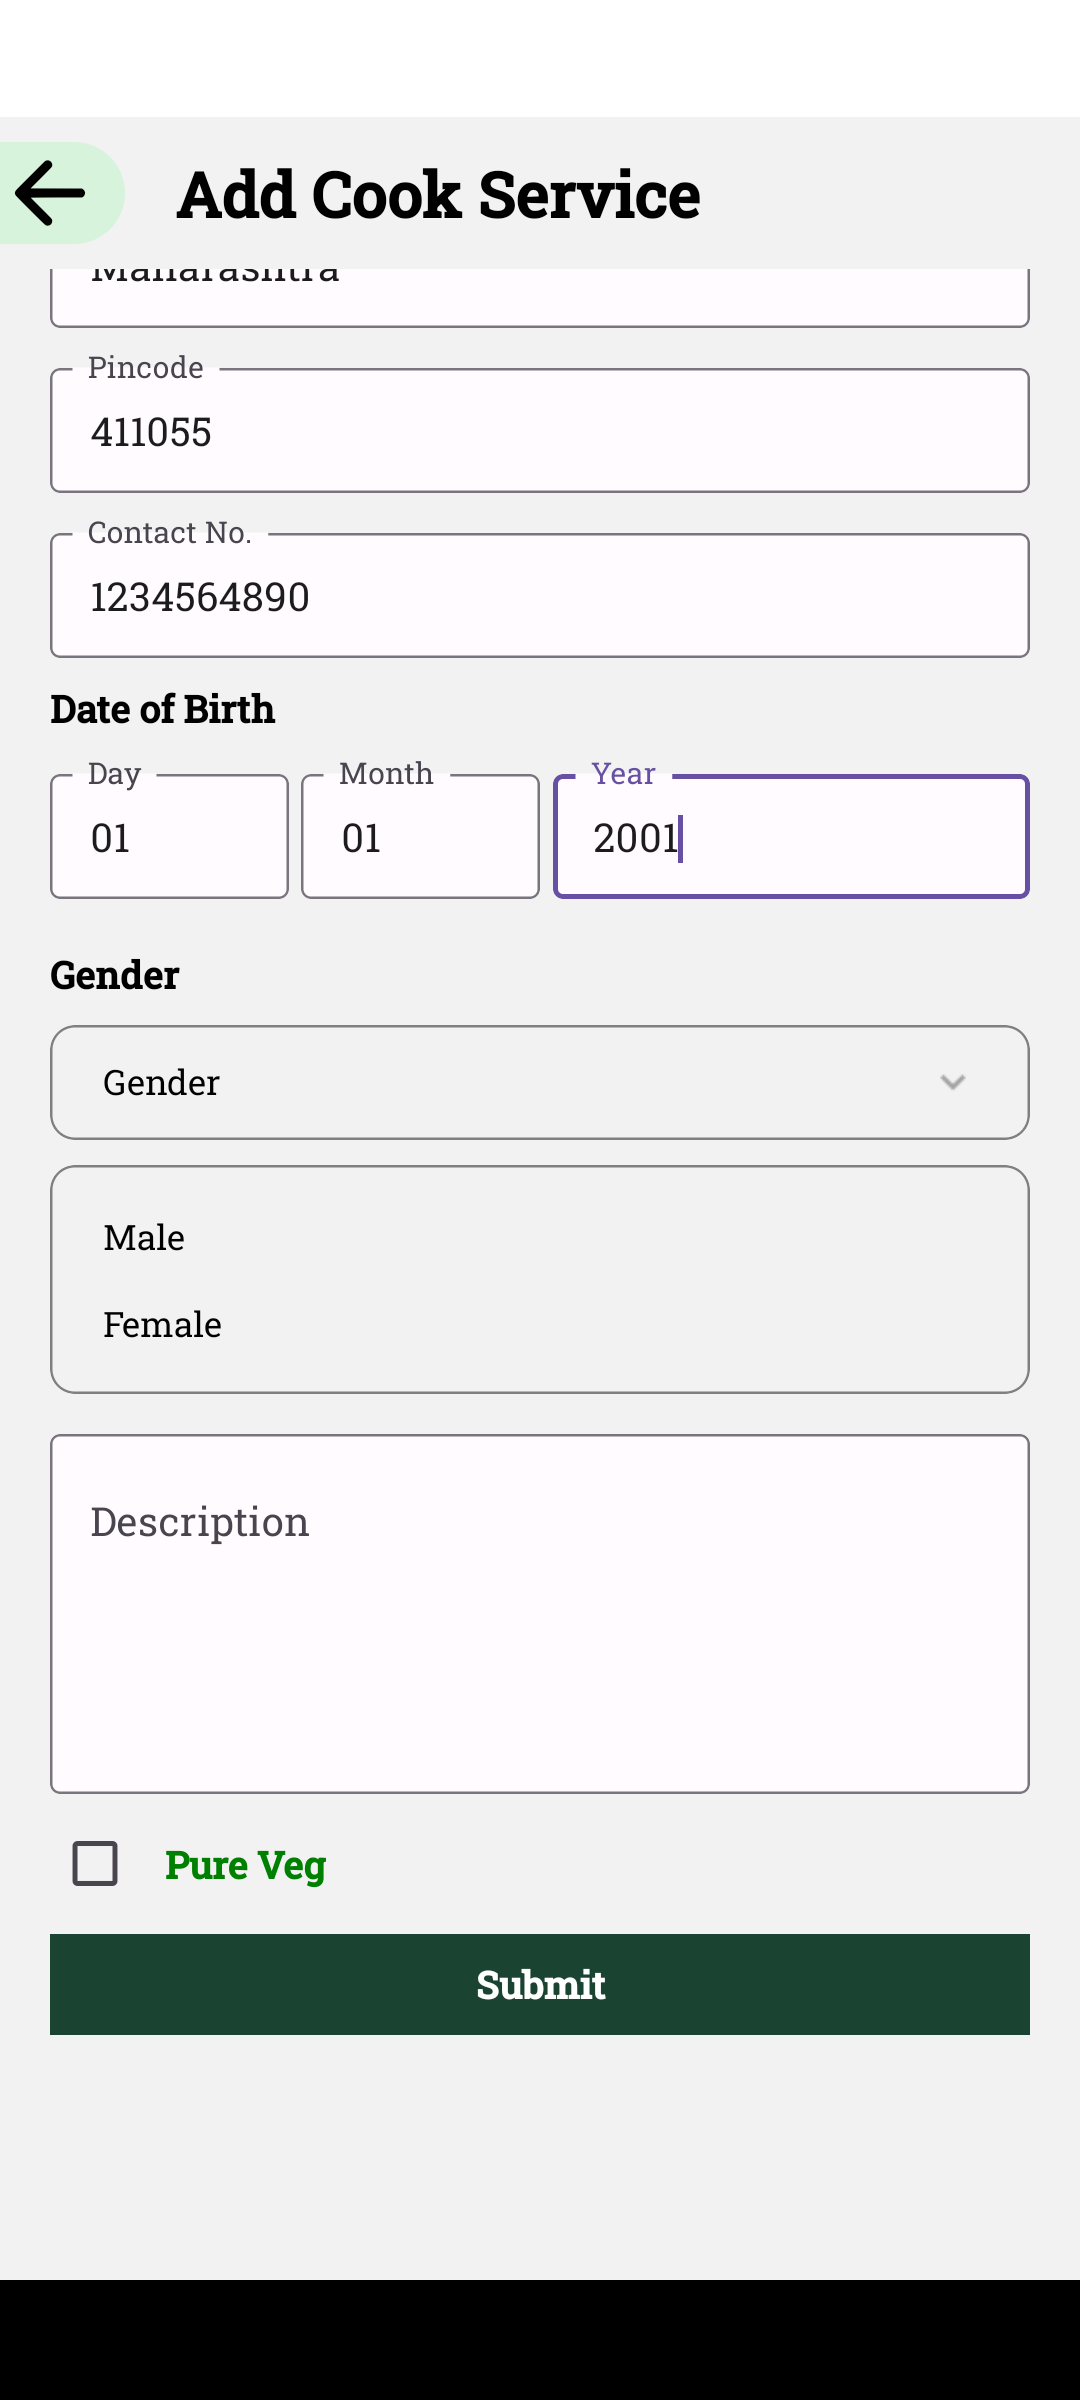 Add Cook Service
Maharashtra
Pincode
411055
Contact No.
1234564890
Date of Birth
Day
Month
Year
01
01
2001
Gender
Gender
Male
Female
Description
Pure Veg
Submit